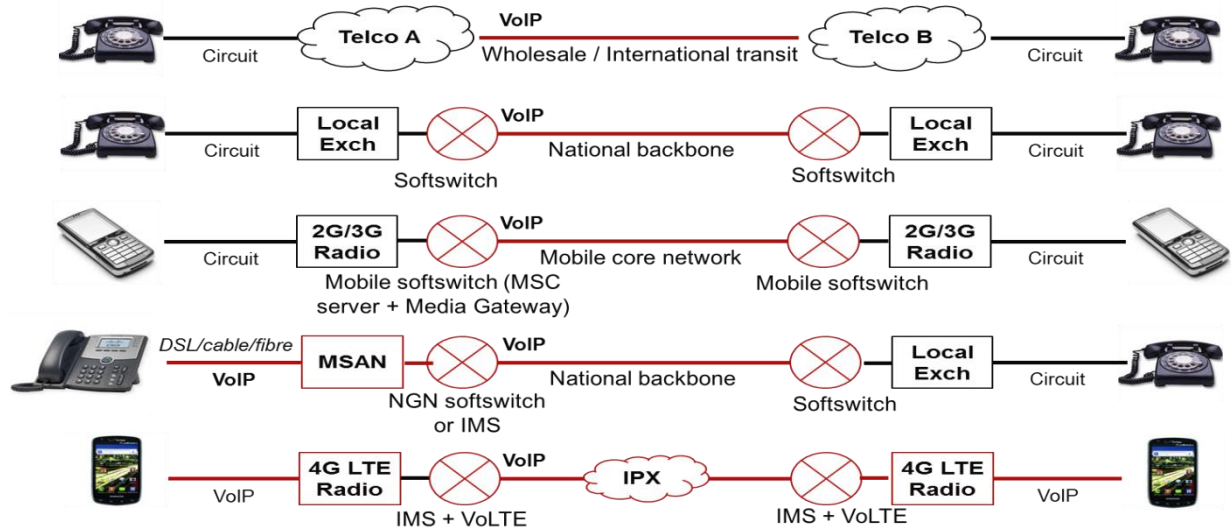 VoIP
Circuit
Telco A
Wholesale / International transit
Telco B
Circuit
Circuit
Local
Exch
Softswitch
VoIP
National backbone
Softswitch
Local
Exch
Circuit
Circuit
2G/3G
Radio
Mobile softswitch (MSC
server + Media Gateway)
VoIP
Mobile core network
Mobile softswitch
2G/3G
Radio
Circuit
DSL/cable/fibre
VoIP
MSAN
NGN softswitch
or IMS
VoIP
National backbone
Softswitch
Local
Exch
Circuit
VoIP
4G LTE
Radio
IMS + VoLTE
VoIP
IPX
IMS + VoLTE
4G LTE
Radio
VoIP